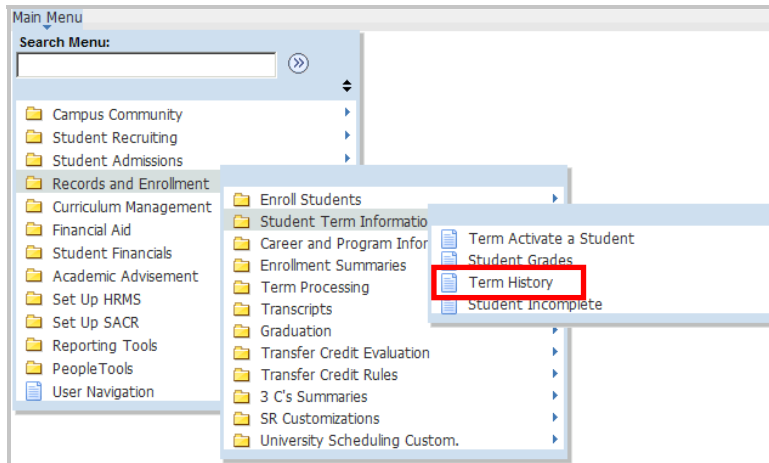 Main Menu
Search Menu:
Campus Community
Student Recruiting
Student Admissions
Records and Enrollment
Curriculum Management
Financial Aid
Student Financials
Academic Advisement
Set Up HRMS
Set Up SACR
Reporting Tools
PeopleTools
User Navigation
Enroll Students
Student Term Informatio
Career and Program Infor
Enrollment Summaries
Term Processing
Transcripts
Graduation
Transfer Credit Evaluation
Transfer Credit Rules
3 C's Summaries
SR Customizations
University Scheduling Custom.
Term Activate a Student
Student Grades
Term History
Student Incomplete